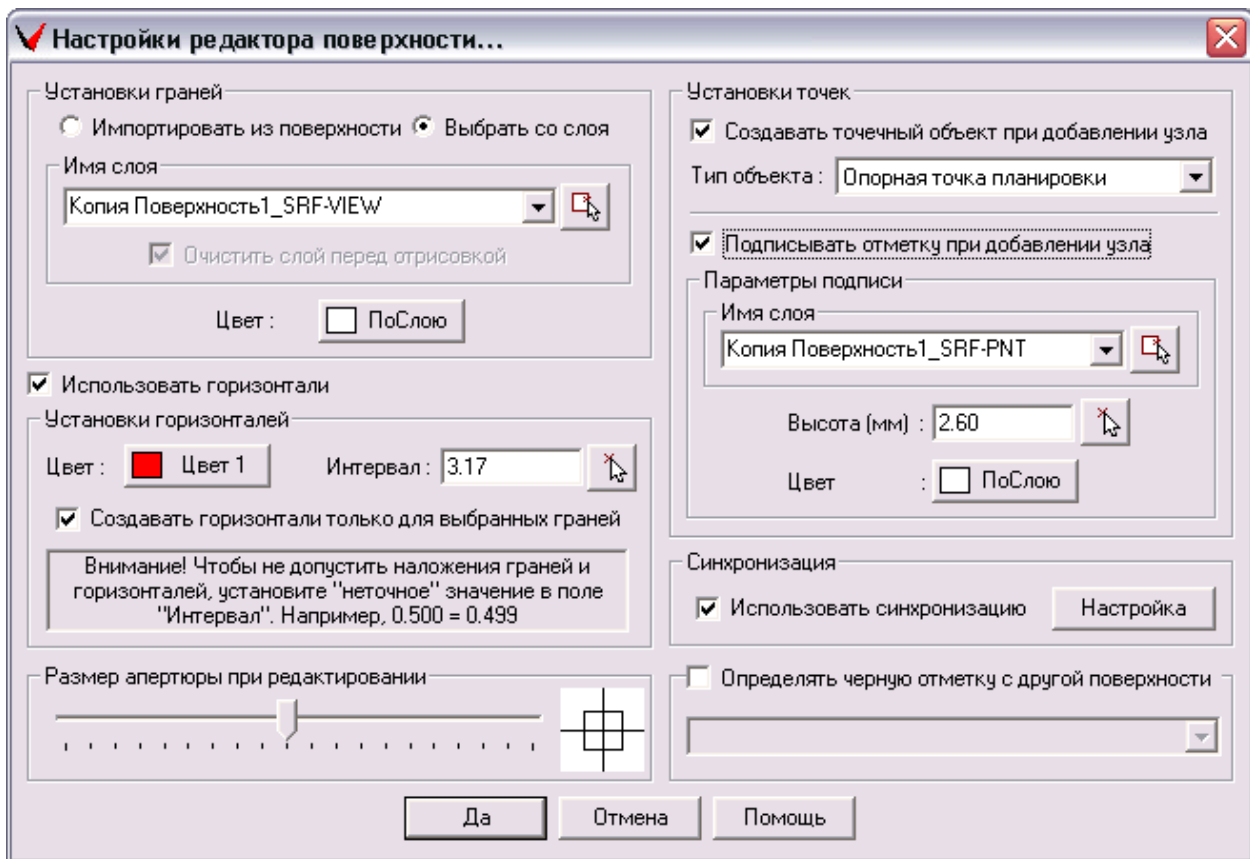 Настройки редактора поверхности...
Установки граней
Импортировать из поверхности
Выбрать со слоя
Имя слоя
Копия Поверхность1_SRF-VIEW
Очистить слой перед отрисовкой
Цвет :
ПоСлою
Использовать горизонтали
Установки горизонталей
Цвет :
Цвет 1
Интервал :
3.17
Создавать горизонтали только для выбранных граней
Внимание! Чтобы не допустить наложения граней и
горизонталей, установите "неточное" значение в поле
"Интервал". Например, 0.500 = 0.499
Размер апертюры при редактировании
Установки точек
Создавать точечный объект при добавлении узла
Тип объекта :
Опорная точка планировки
Подписывать отметку при добавлении узла
Параметры подписи
Имя слоя
Копия Поверхность1_SRF-PNT
Высота (мм) :
2.60
Цвет :
ПоСлою
Синхронизация
Использовать синхронизацию
Настройка
Определять черную отметку с другой поверхности
Да
Отмена
Помощь